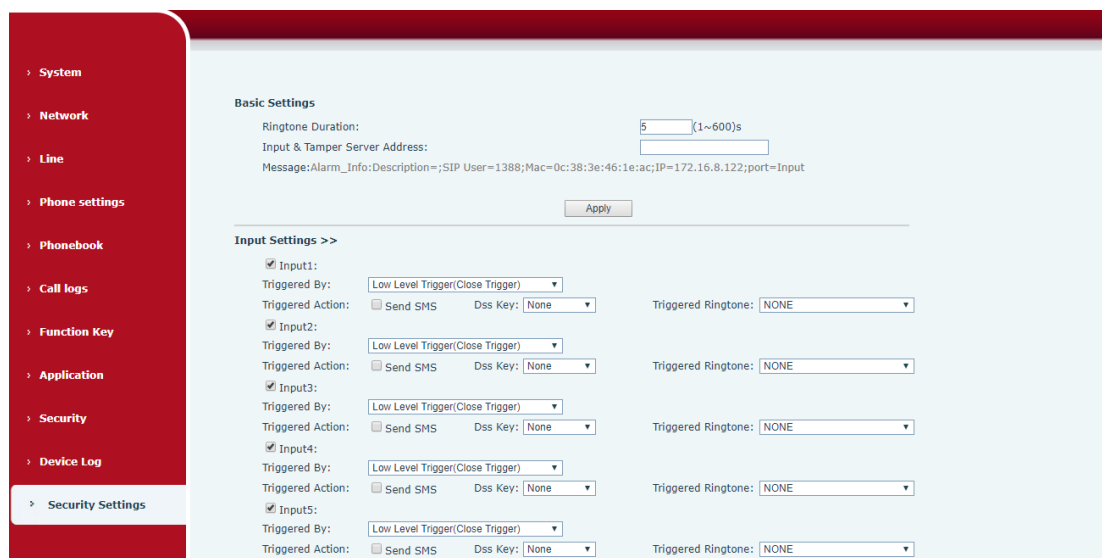 System
Network
Line
Phone settings
Phonebook
Call logs
Function Key
Application
Security
Device Log
Security Settings
Basic Settings
Ringtone Duration: 5 (1~600)s
Input & Tamper Server Address:
Message:Alarm_Info:Description=;SIP User=1388;Mac=0c:38:3e:46:1e:ac;IP=172.16.8.122;port=Input
Apply
Input Settings >>
Input1:
Triggered By: Low Level Trigger(Close Trigger)
Triggered Action: Send SMS Dss Key: None Triggered Ringtone: NONE
Input2:
Triggered By: Low Level Trigger(Close Trigger)
Triggered Action: Send SMS Dss Key: None Triggered Ringtone: NONE
Input3:
Triggered By: Low Level Trigger(Close Trigger)
Triggered Action: Send SMS Dss Key: None Triggered Ringtone: NONE
Input4:
Triggered By: Low Level Trigger(Close Trigger)
Triggered Action: Send SMS Dss Key: None Triggered Ringtone: NONE
Input5:
Triggered By: Low Level Trigger(Close Trigger)
Triggered Action: Send SMS Dss Key: None Triggered Ringtone: NONE